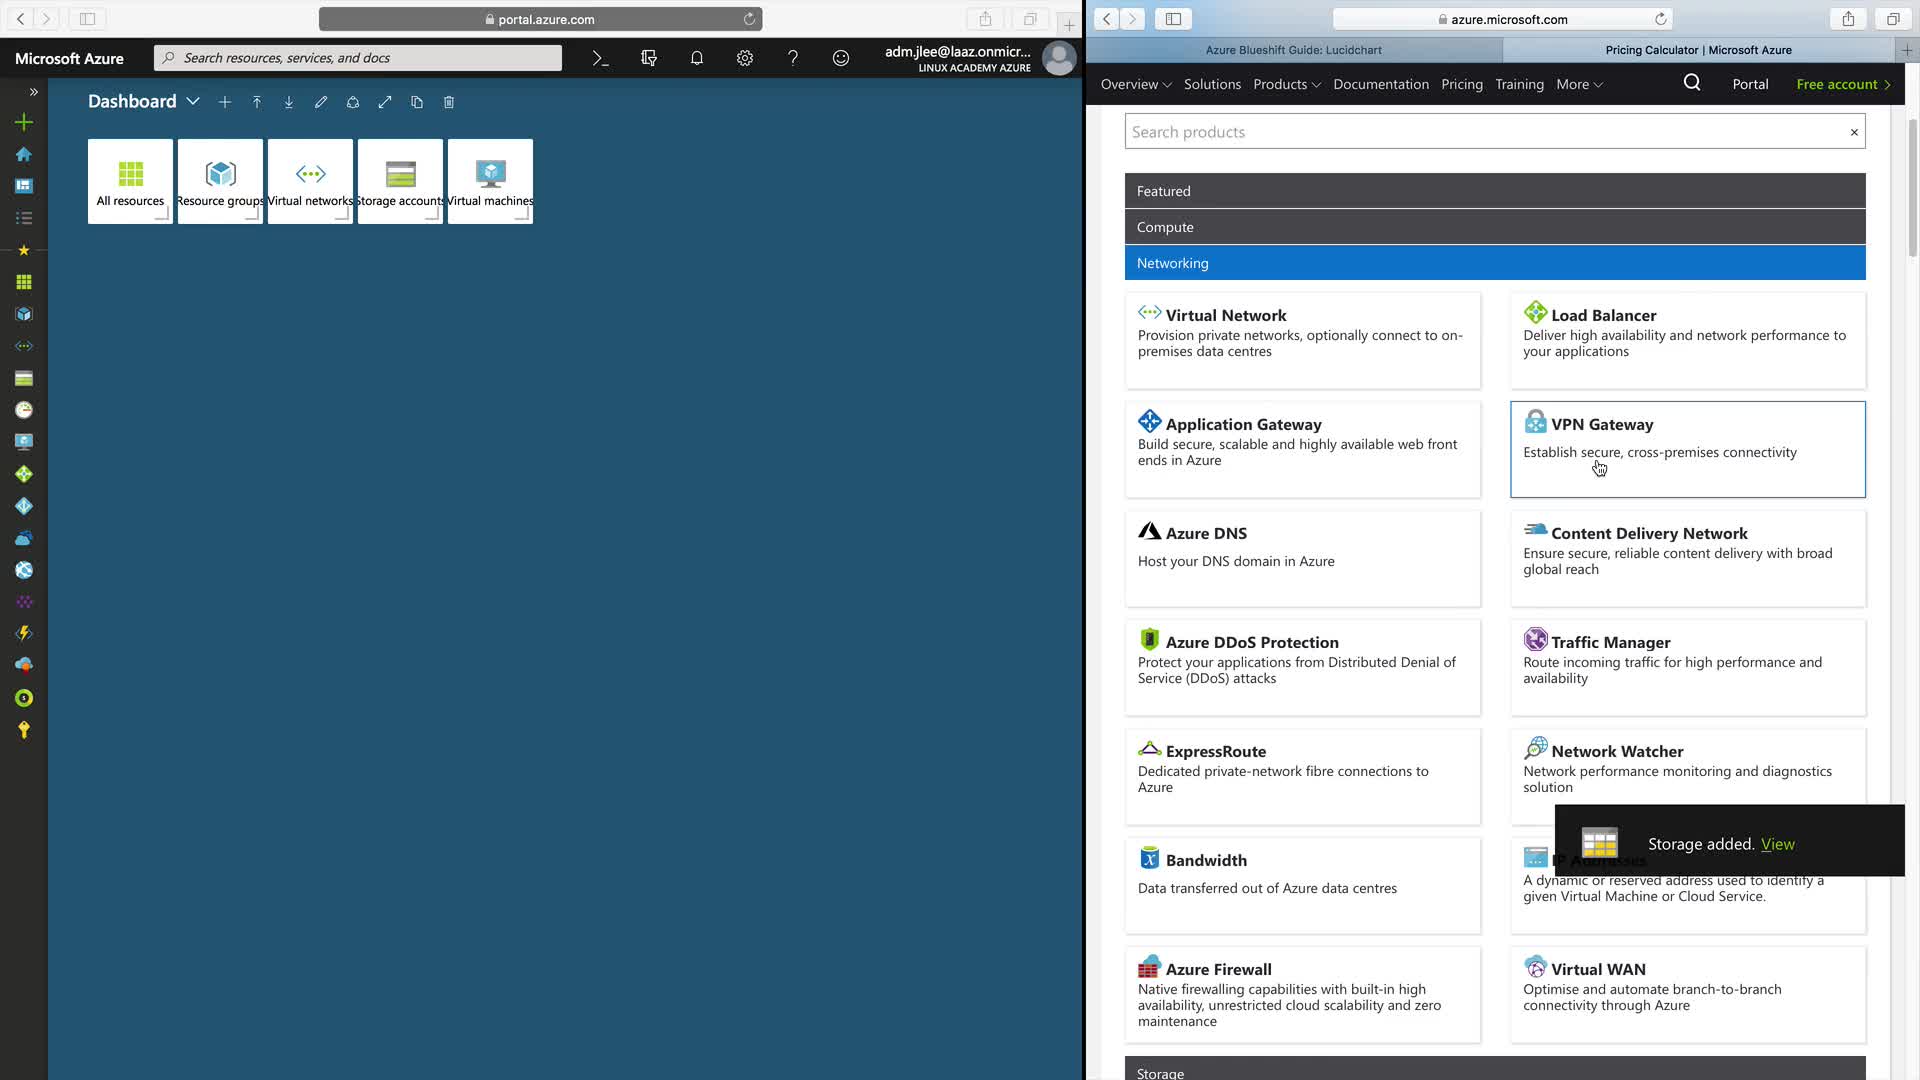 portal.azure.com
Microsoft Azure
Search resources, services, and docs
adm.jlee@laaz.onmicr...
LINUX ACADEMY AZURE
Dashboard
All resources
Resource groups
Virtual networks
Storage accounts
Virtual machines
azure.microsoft.com
Azure Blueshift Guide: Lucidchart
Pricing Calculator | Microsoft Azure
Overview
Solutions
Products
Documentation
Pricing
Training
More
Portal
Free account
Search products
Featured
Compute
Networking
Virtual Network
Provision private networks, optionally connect to on-
premises data centres
Load Balancer
Deliver high availability and network performance to
your applications
Application Gateway
Build secure, scalable and highly available web front
ends in Azure
VPN Gateway
Establish secure, cross-premises connectivity
Azure DNS
Host your DNS domain in Azure
Content Delivery Network
Ensure secure, reliable content delivery with broad
global reach
Azure DDoS Protection
Protect your applications from Distributed Denial of
Service (DDoS) attacks
Traffic Manager
Route incoming traffic for high performance and
availability
ExpressRoute
Dedicated private-network fibre connections to
Azure
Network Watcher
Network performance monitoring and diagnostics
solution
Storage added. View
Bandwidth
Data transferred out of Azure data centres
IP Addresses
A dynamic or reserved address used to identify a
given Virtual Machine or Cloud Service.
Azure Firewall
Native firewalling capabilities with built-in high
availability, unrestricted cloud scalability and zero
maintenance
Virtual WAN
Optimise and automate branch-to-branch
connectivity through Azure
Storage